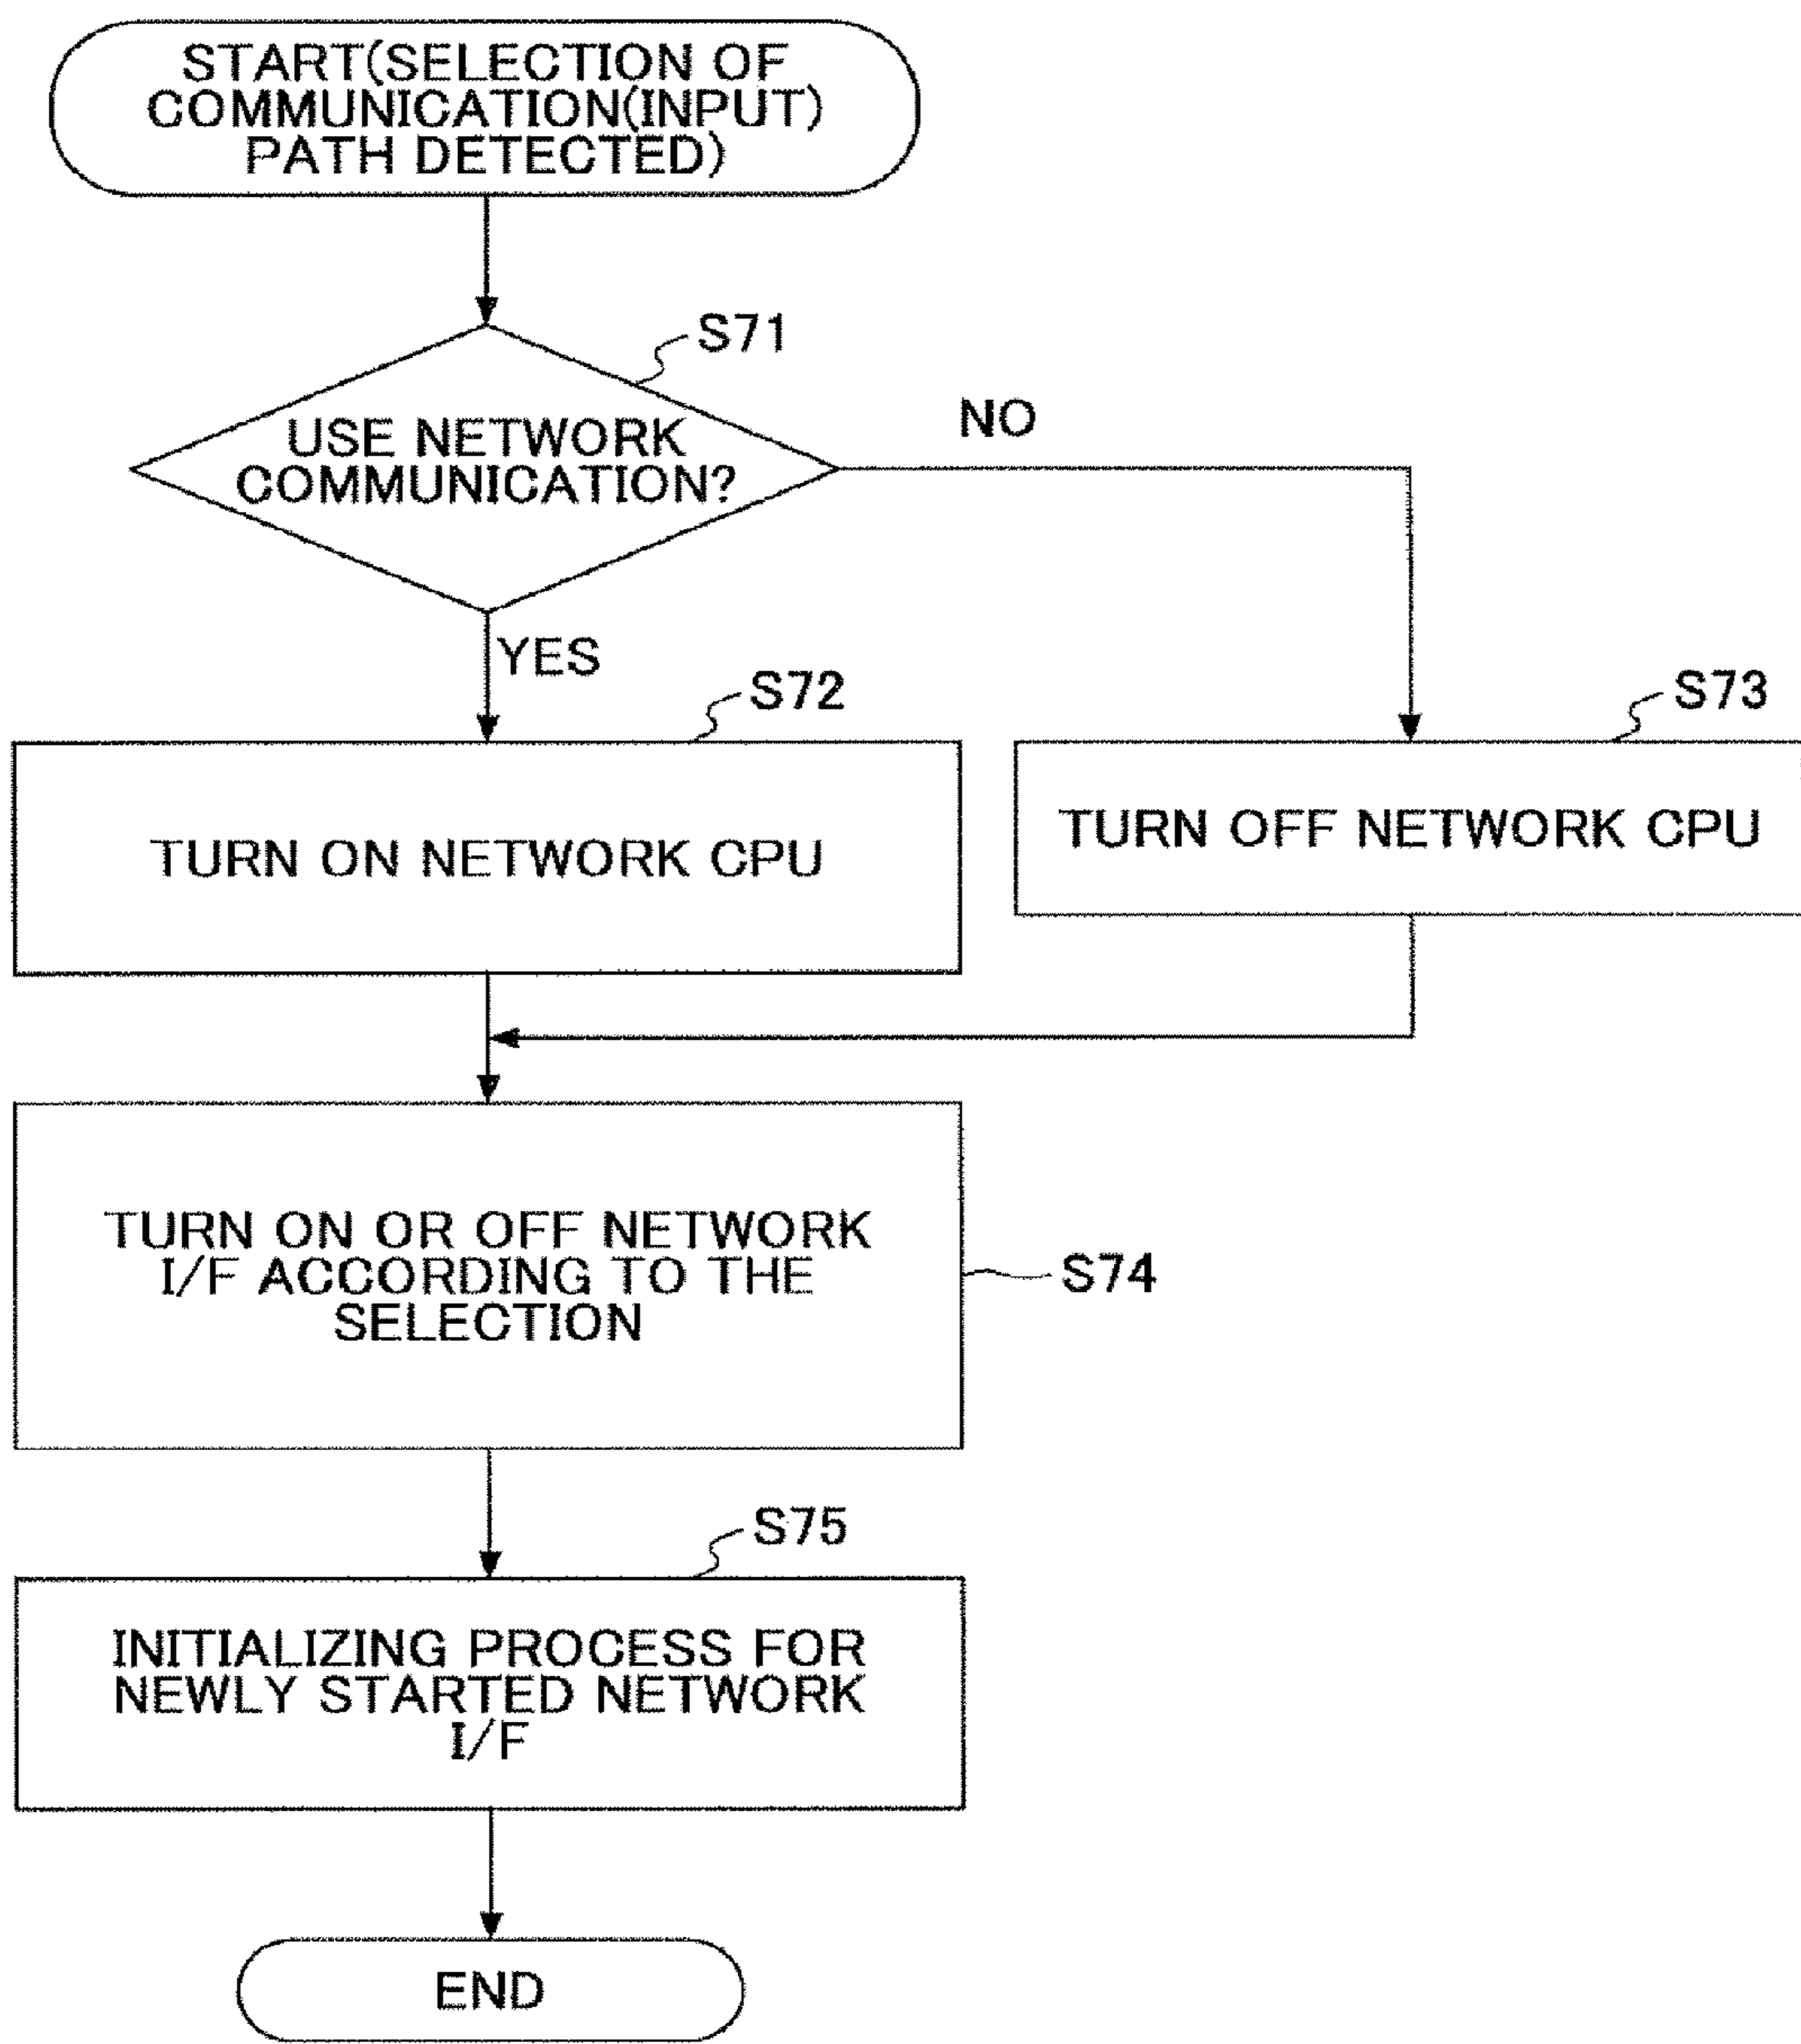 START(SELECTION OF
COMMUNICATION(INPUT)
PATH DETECTED)
S71
USE NETWORK
COMMUNICATION?
NO
YES
S72
TURN ON NETWORK CPU
S73
TURN OFF NETWORK CPU
TURN ON OR OFF NETWORK
I/F ACCORDING TO THE
SELECTION
S74
S75
INITIALIZING PROCESS FOR
NEWLY STARTED NETWORK
I/F
END